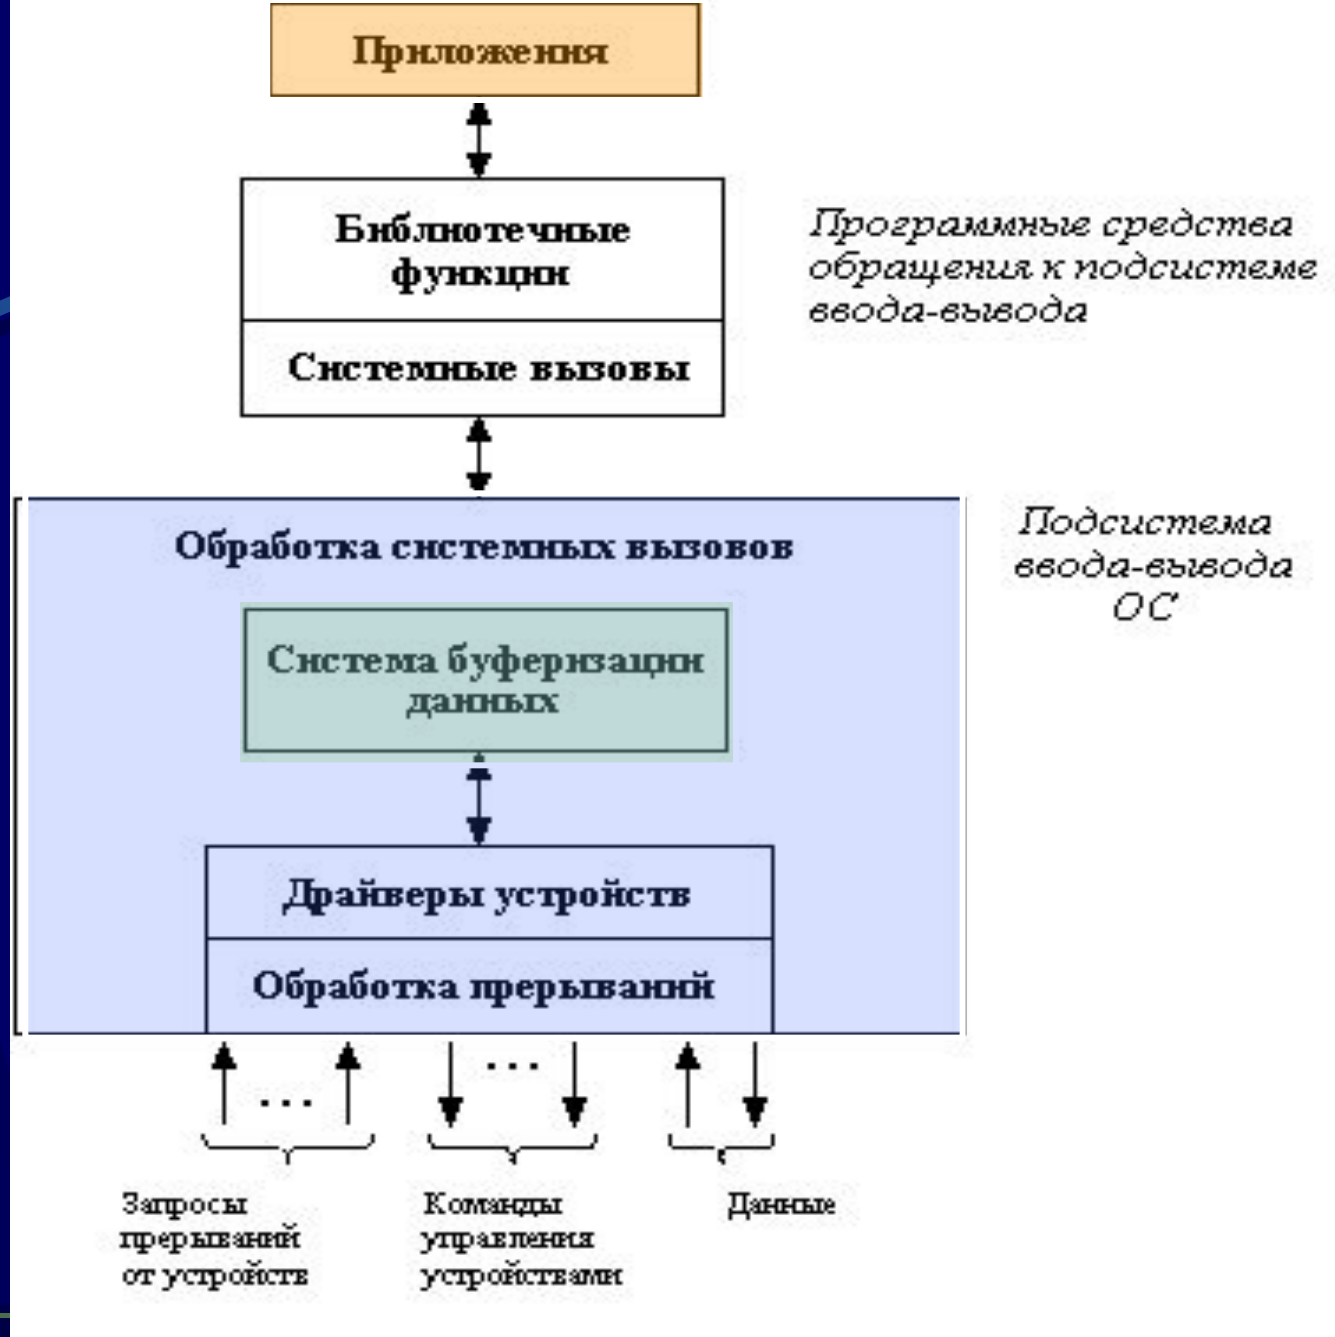 Приложения
Библиотечные
функции
Системные вызовы
Программные средства
обращения к подсистеме
ввода-вывода
Обработка системных вызовов
Подсистема
ввода-вывода
ОС
Система буферизации
данных
Драйверы устройств
Обработка прерываний
... ...
Запросы
прерываний
от устройств
Команды
управления
устройствами
Данные